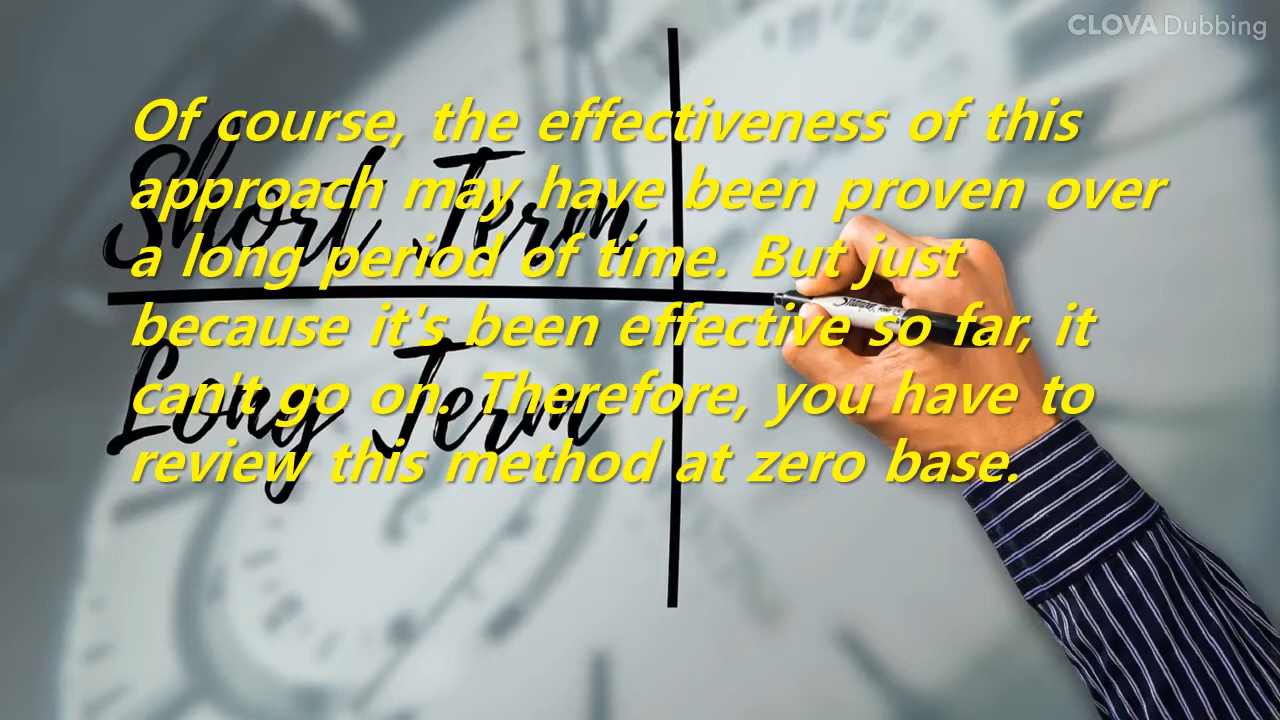 CLOVA Dubbing
Of course, the effectiveness of this
approach may have been proven over
a long period of time. But just
because it's been effective so far, it
can't go on. Therefore, you have to
review this method at zero base.
Short Term
Long Term